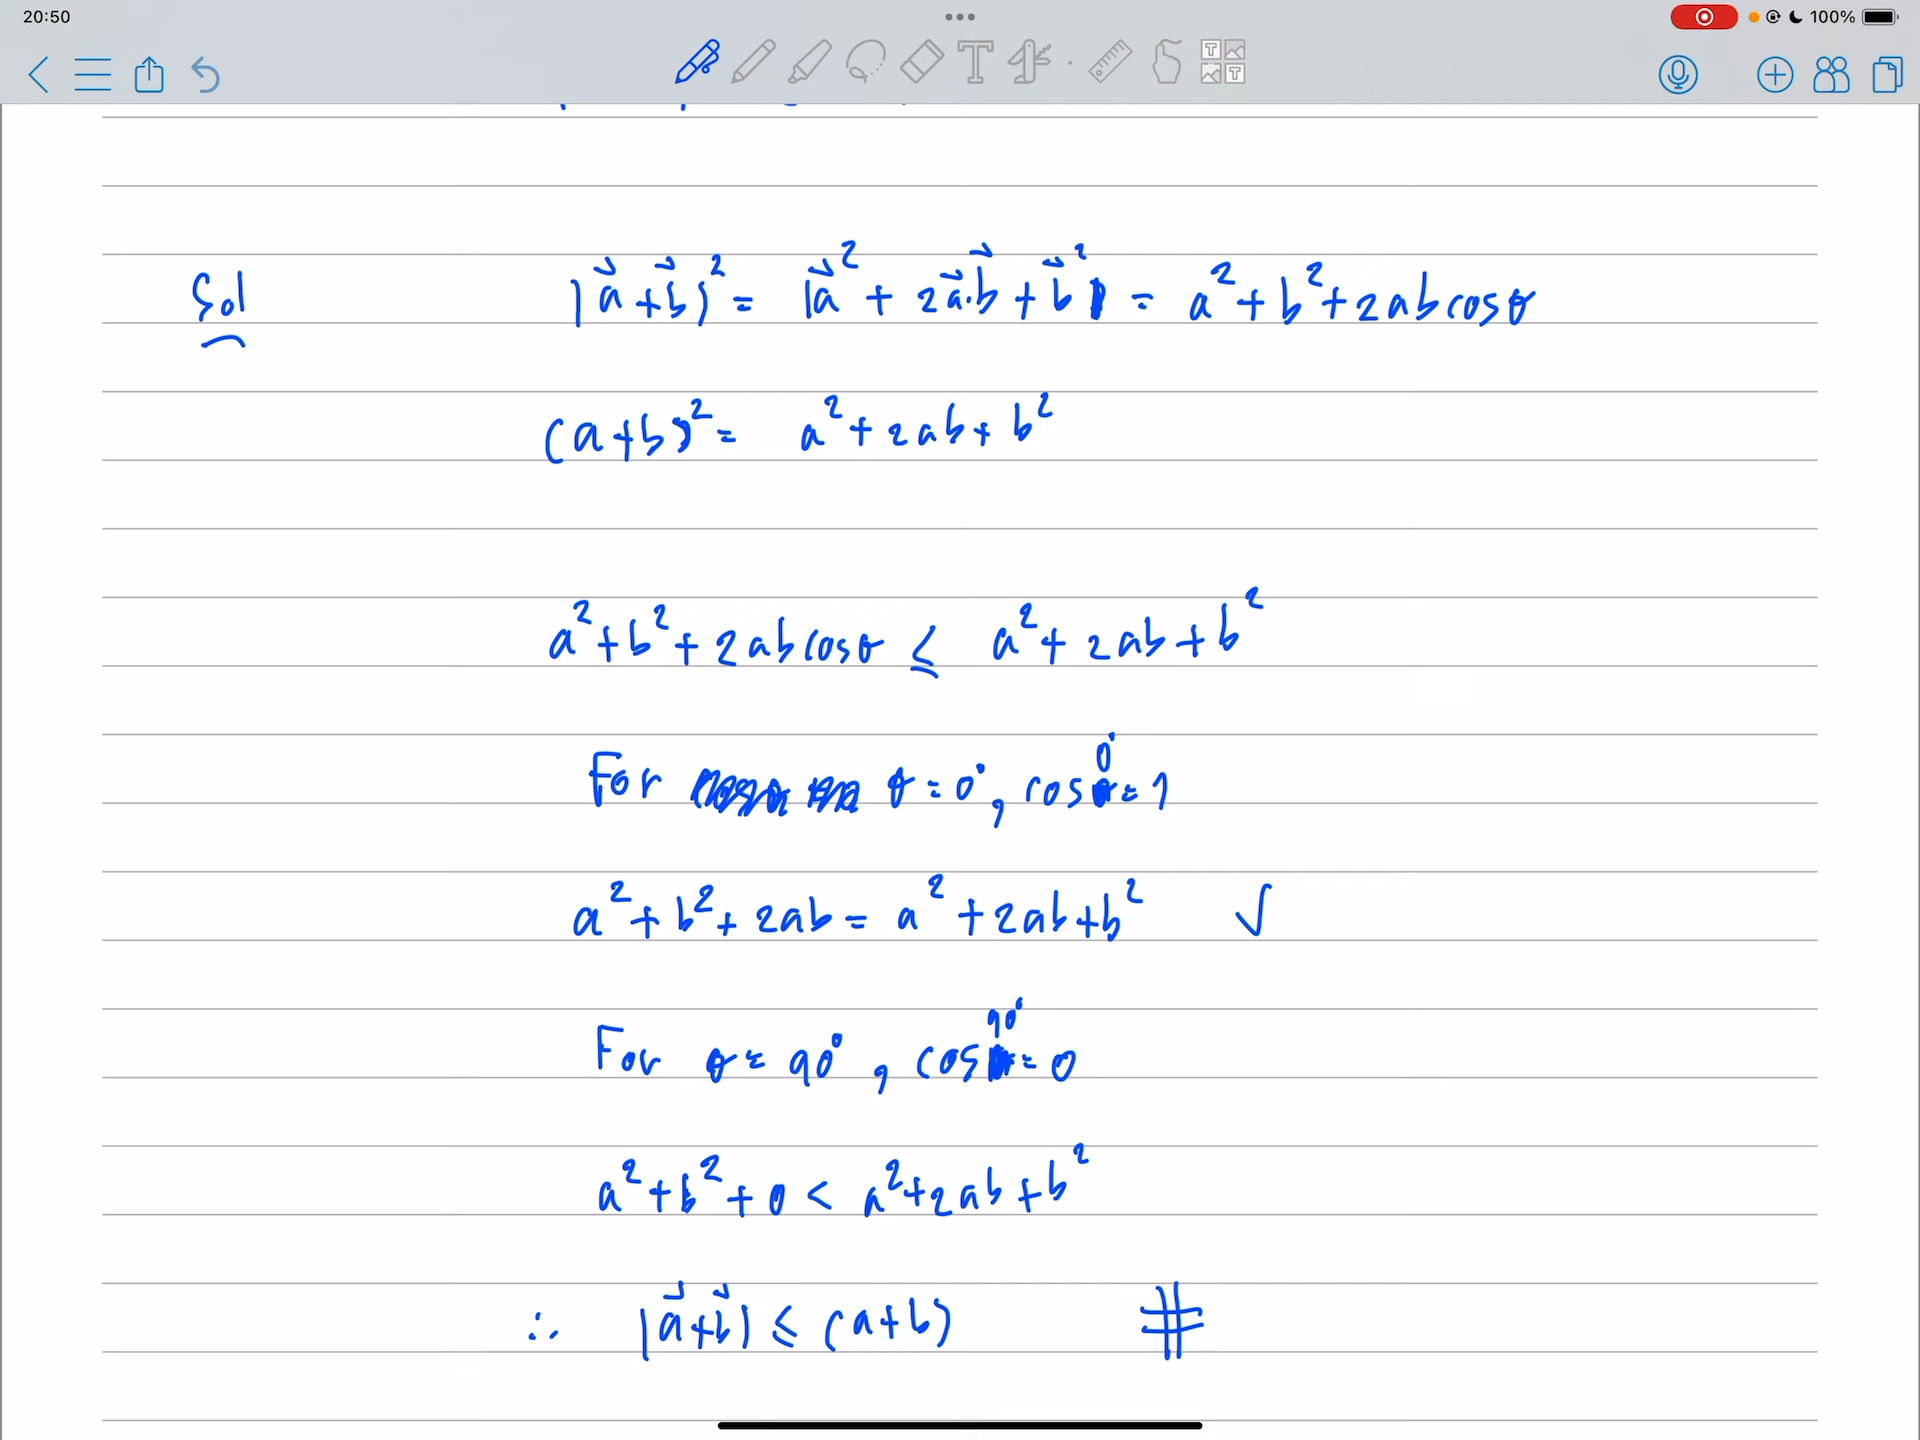 20:50
100%
Sol |a⃗+b⃗|² = |a⃗² + 2a⃗·b⃗ + b⃗²| = a² + b² + 2abcosθ
(a+b)² = a² + 2ab + b²
a² + b² + 2abcosθ ≤ a² + 2ab + b²
For θ = 0°, cos0° = 1
a² + b² + 2ab = a² + 2ab + b² √
For θ = 90°, cos90° = 0
a² + b² + 0 < a² + 2ab + b²
∴ |a⃗+b⃗| ≤ (a+b) #